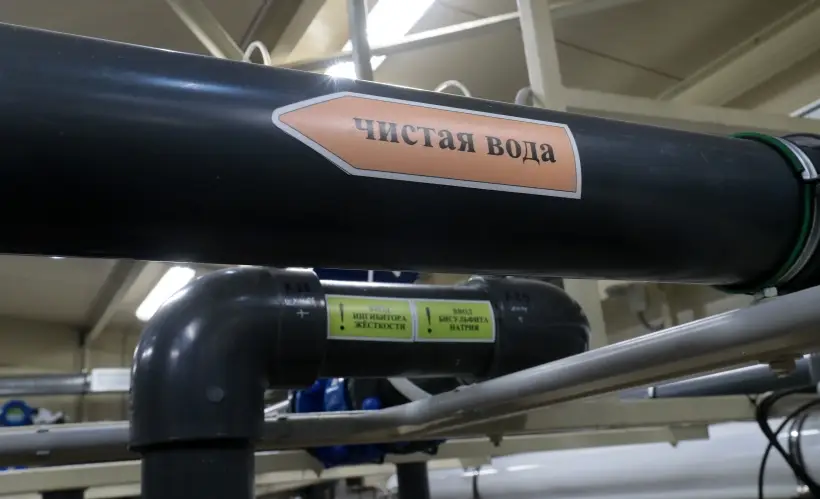 чистая вода
ВВОД
ИНГИБИТОРА
ЖЁСТКОСТИ
!
ВВОД
БИСУЛЬФИТА
НАТРИЯ
!